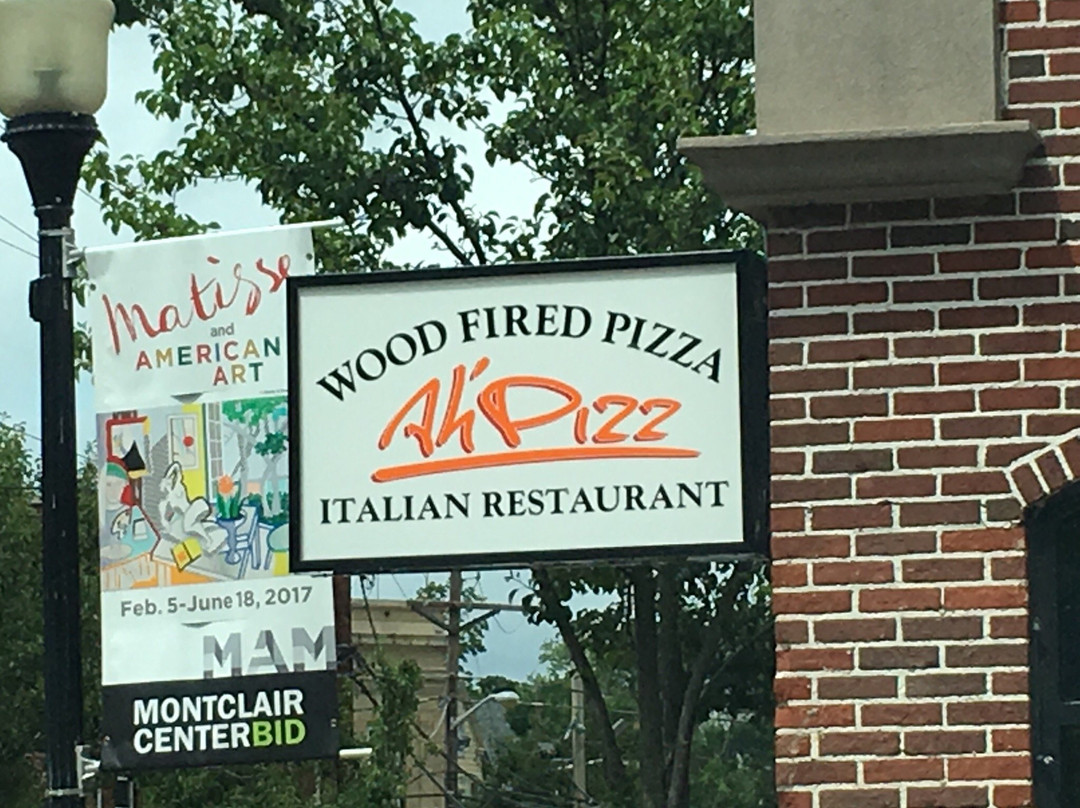 Matisse
and
AMERICAN
ART
Feb. 5-June 18, 2017
MAM
MONTCLAIR
CENTERBID
WOOD FIRED PIZZA
Ah'Pizz
ITALIAN RESTAURANT